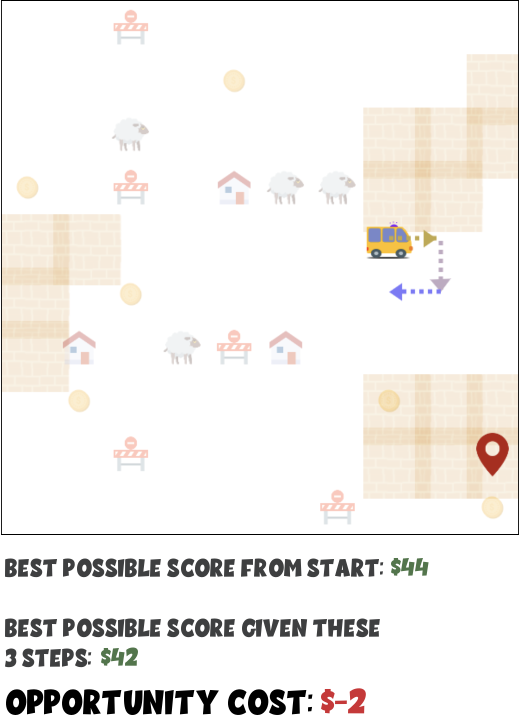 BEST POSSIBLE SCORE FROM START: $44
BEST POSSIBLE SCORE GIVEN THESE
3 STEPS: $42
OPPORTUNITY COST: $-2